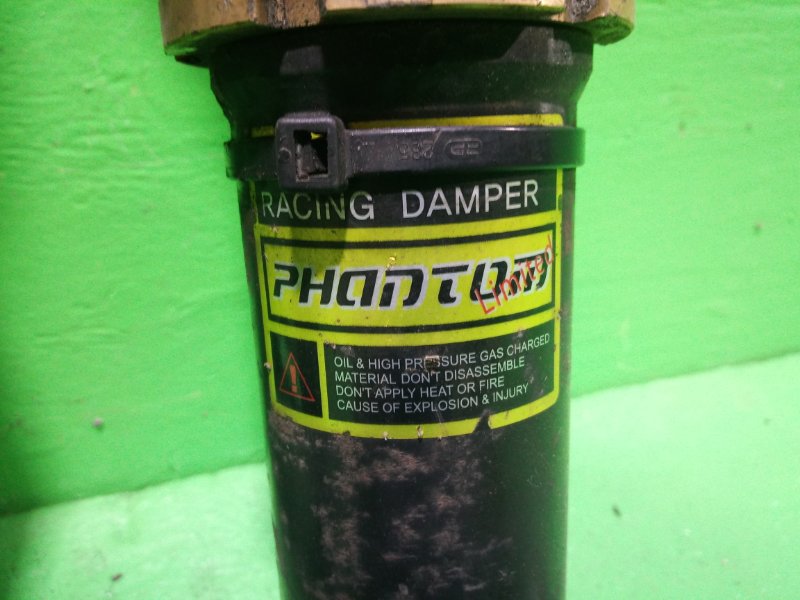 RACING DAMPER
PHANTOM
Limited
OIL & HIGH PRESSURE GAS CHARGED
MATERIAL DON'T DISASSEMBLE
DON'T APPLY HEAT OR FIRE
CAUSE OF EXPLOSION & INJURY